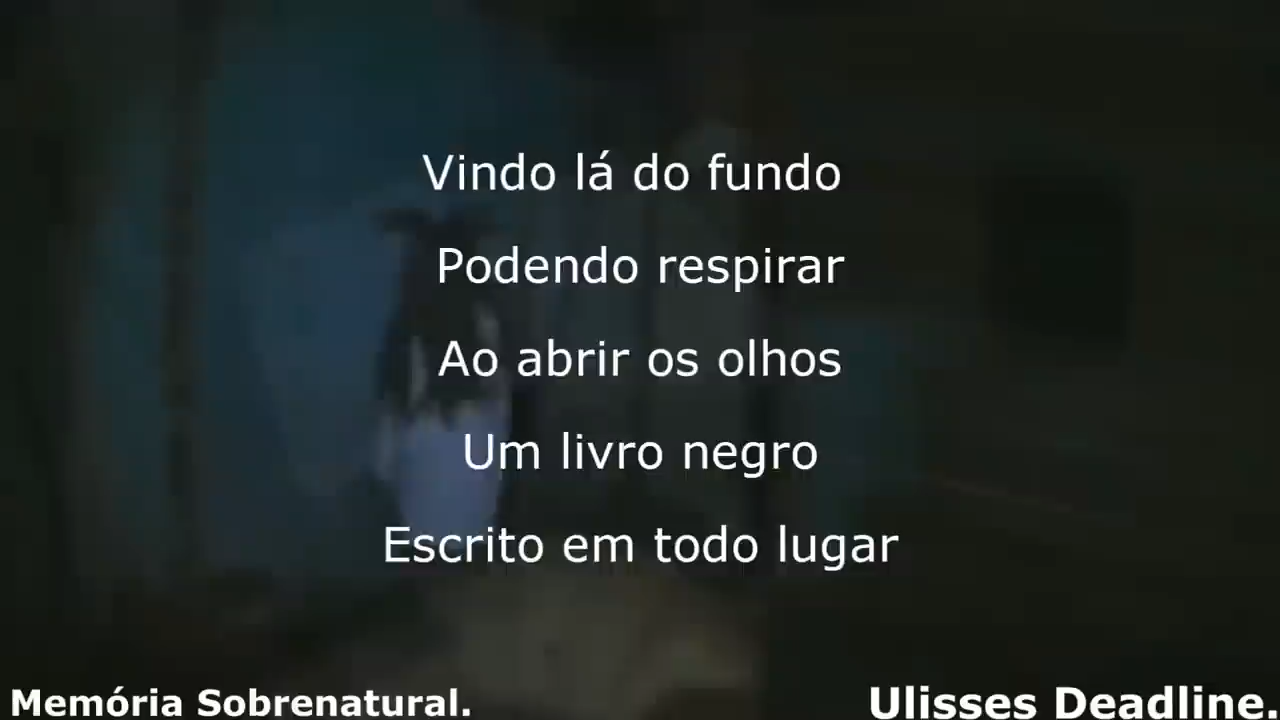 Vindo lá do fundo
Podendo respirar
Ao abrir os olhos
Um livro negro
Escrito em todo lugar
Memória Sobrenatural.
Ulisses Deadline.